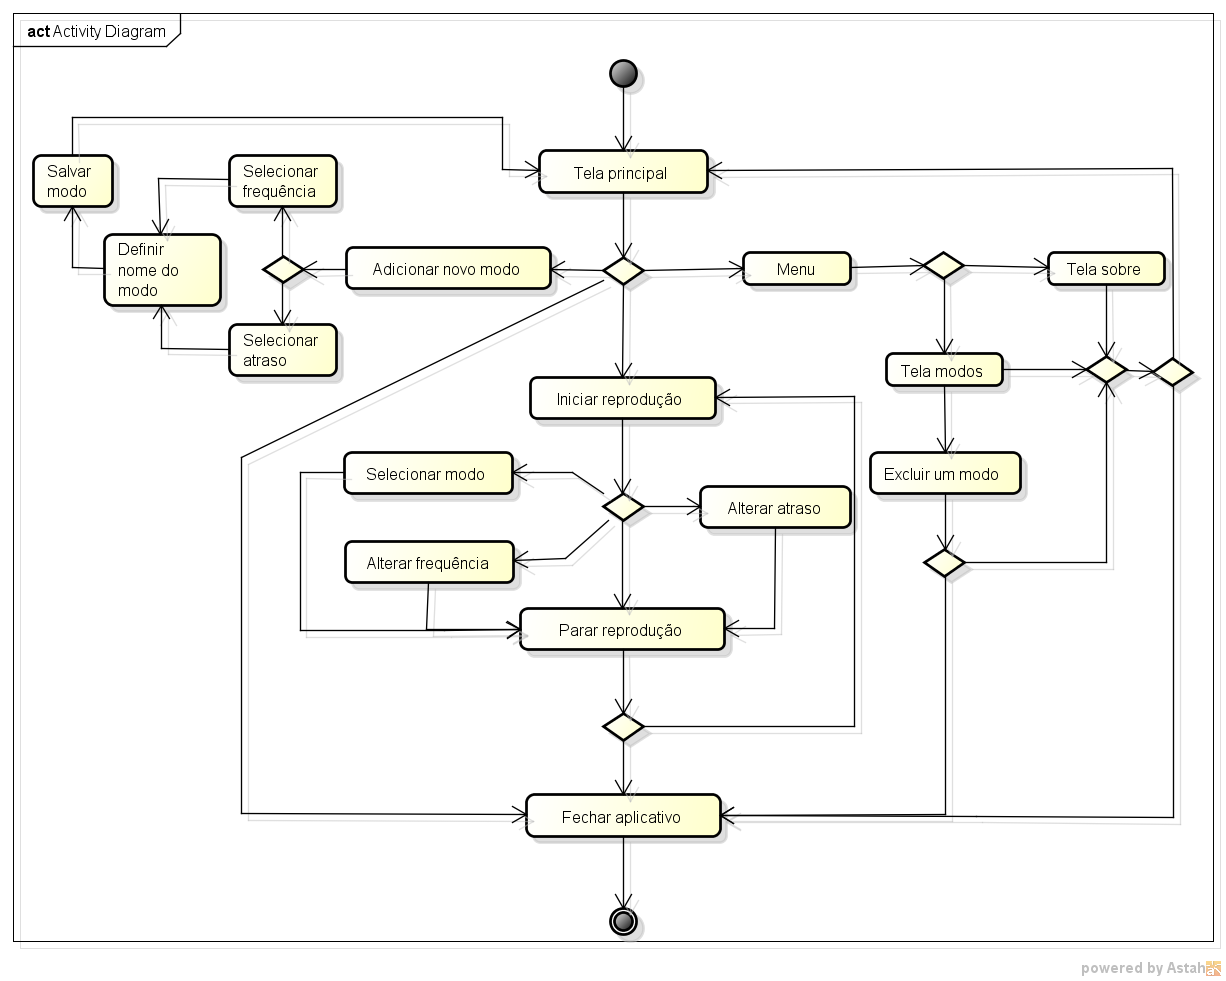 act Activity Diagram
Tela principal
Salvar
modo
Selecionar
frequência
Definir
nome do
modo
Adicionar novo modo
Menu
Tela sobre
Selecionar
atraso
Tela modos
Iniciar reprodução
Selecionar modo
Excluir um modo
Alterar atraso
Alterar frequência
Parar reprodução
Fechar aplicativo
powered by Astah